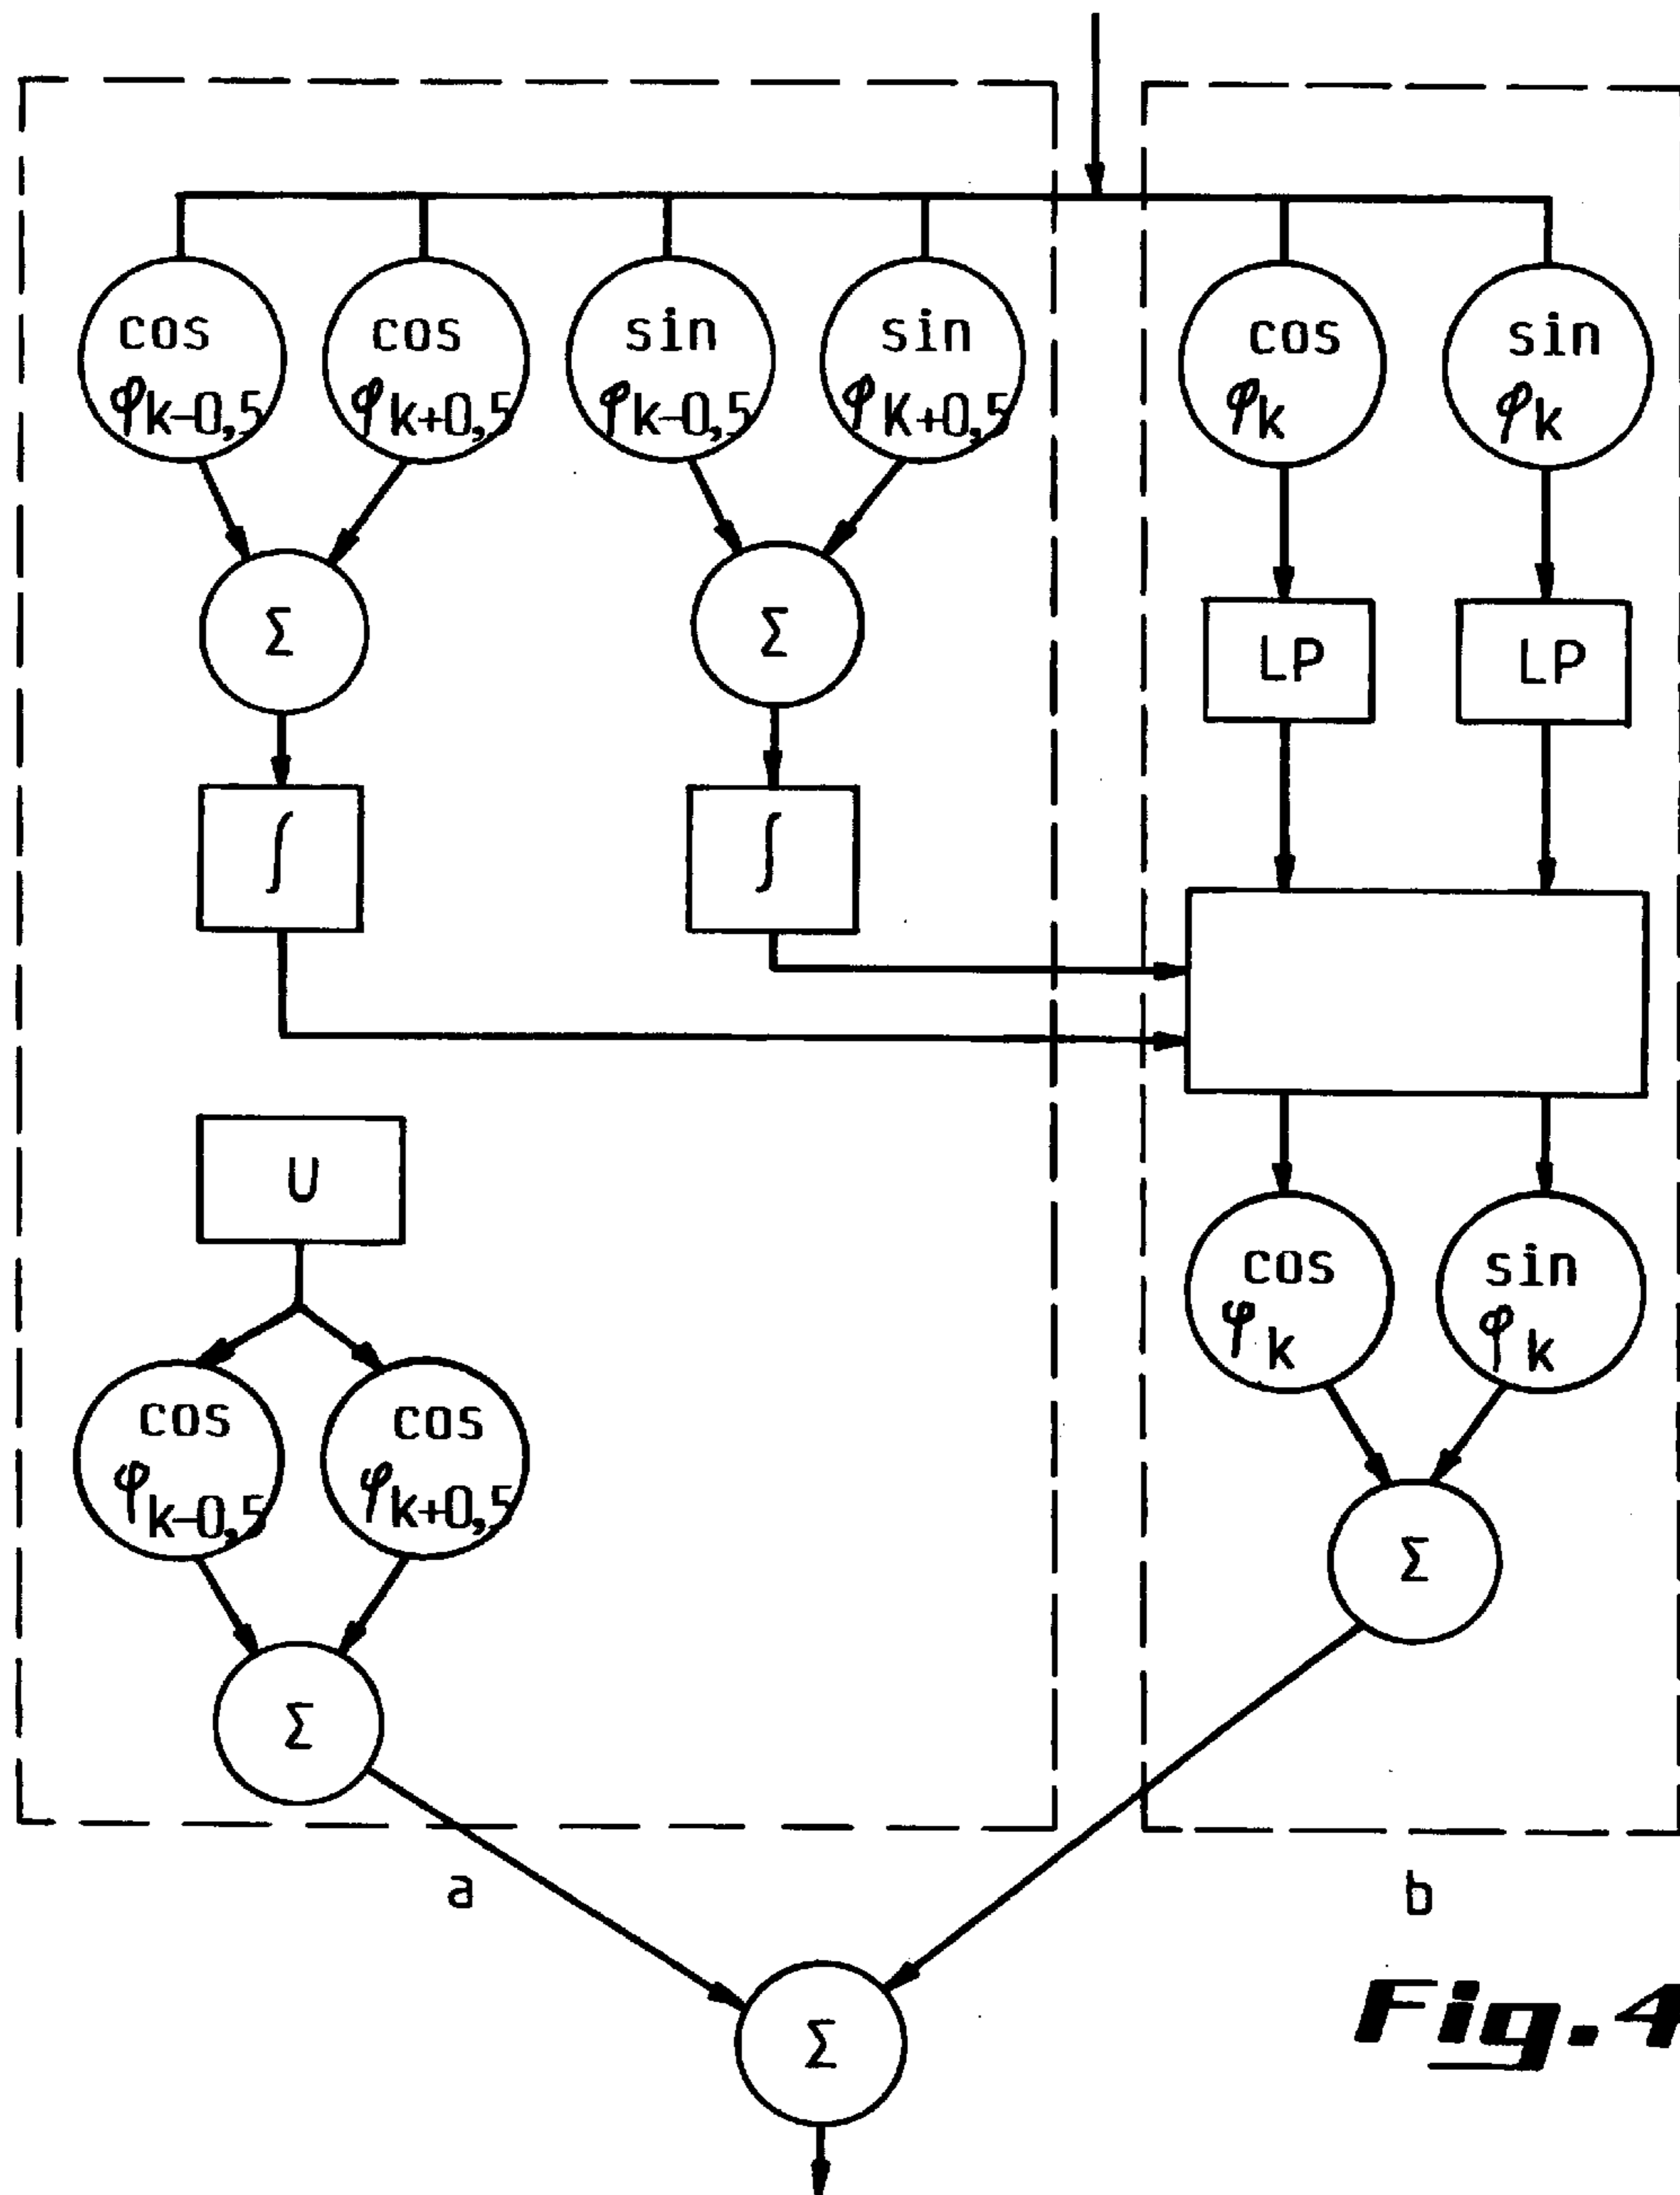 cos
φk-0,5
cos
φk+0,5
sin
φk-0,5
sin
φK+0,5
cos
φk
sin
φk
Σ
Σ
LP
LP
∫
∫
U
cos
φk
sin
φk
cos
φk-0,5
cos
φk+0,5
Σ
Σ
a
b
Σ
Fig.4